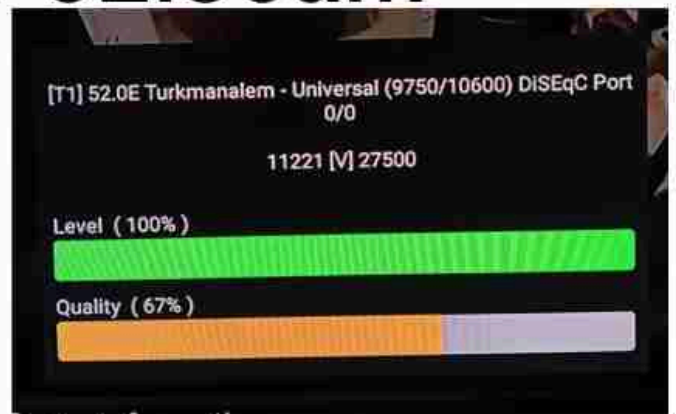 [T1] 52.0E Turkmanalem - Universal (9750/10600) DiSEqC Port
0/0
11221 [V] 27500
Level ( 100% )
Quality ( 67% )